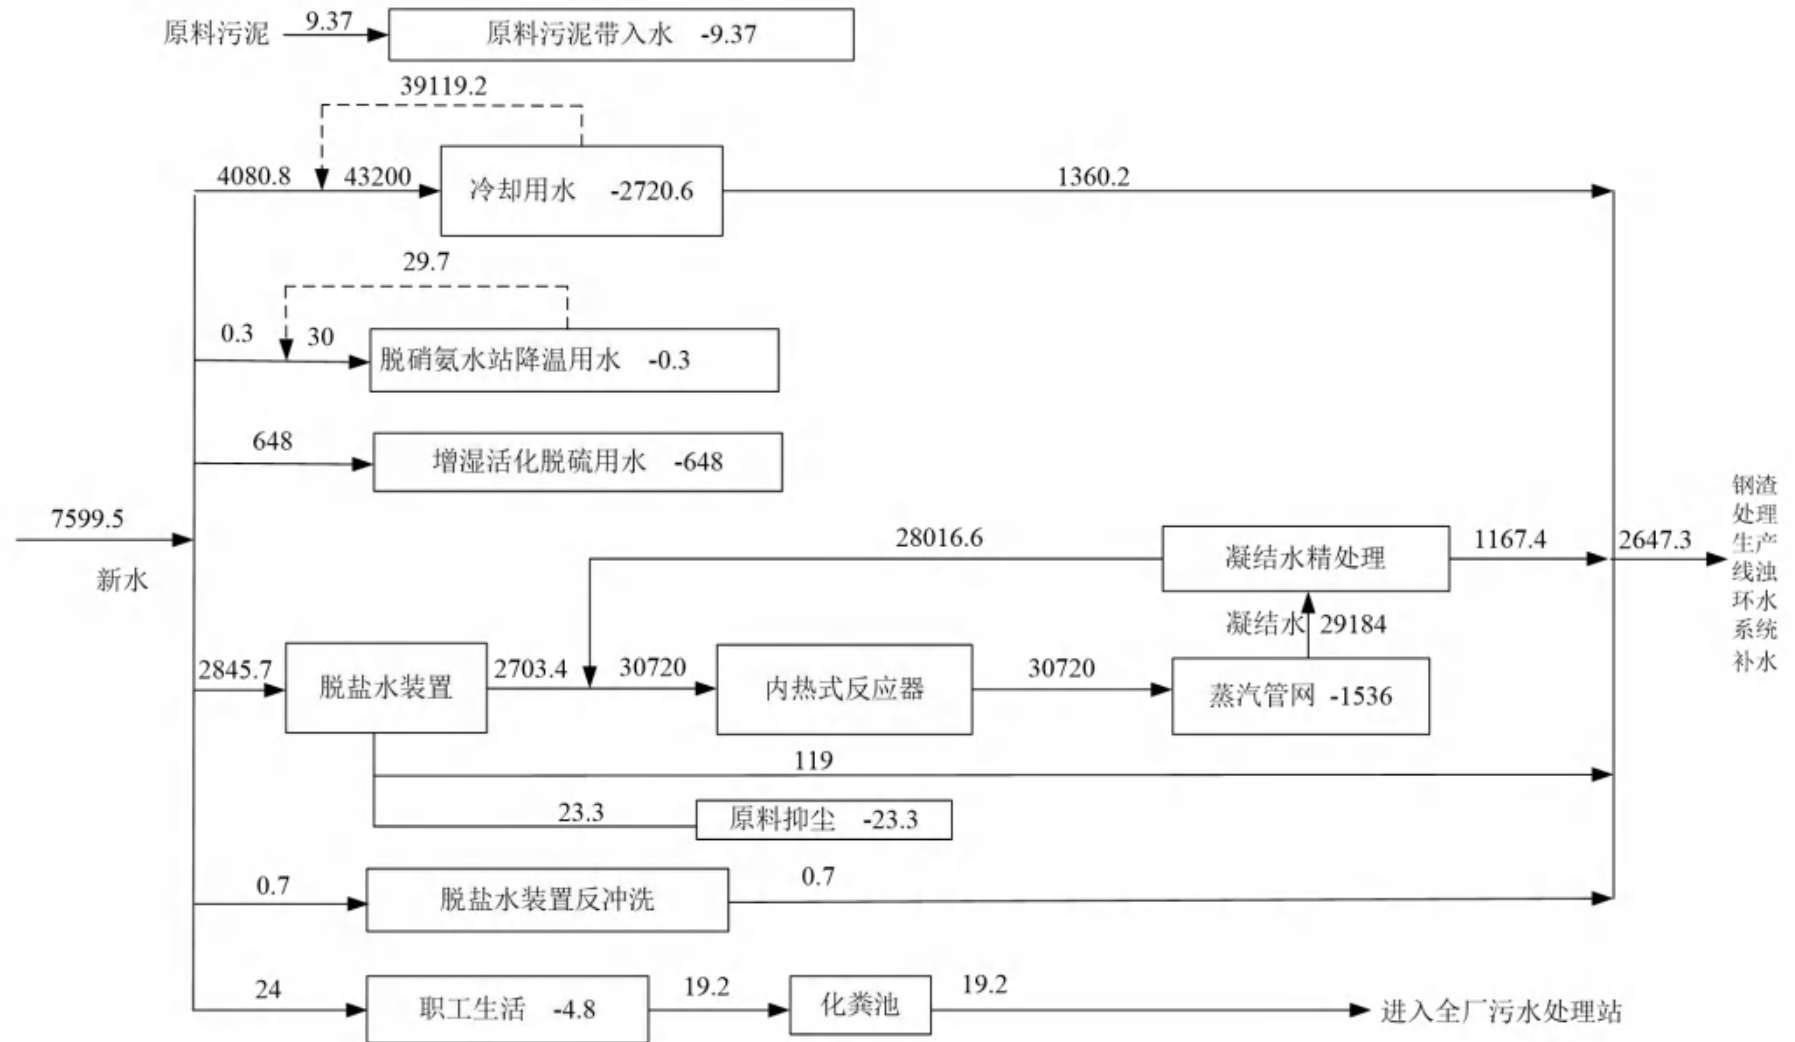 原料污泥
9.37
原料污泥带入水 -9.37
39119.2
4080.8
43200
冷却用水 -2720.6
1360.2
29.7
0.3
30
脱硝氨水站降温用水 -0.3
648
增湿活化脱硫用水 -648
7599.5
新水
28016.6
凝结水精处理
1167.4
2647.3
钢渣
处理
生产
线浊
环水
系统
补水
凝结水
29184
2845.7
脱盐水装置
2703.4
30720
内热式反应器
30720
蒸汽管网 -1536
119
23.3
原料抑尘 -23.3
0.7
脱盐水装置反冲洗
0.7
24
职工生活 -4.8
19.2
化粪池
19.2
进入全厂污水处理站